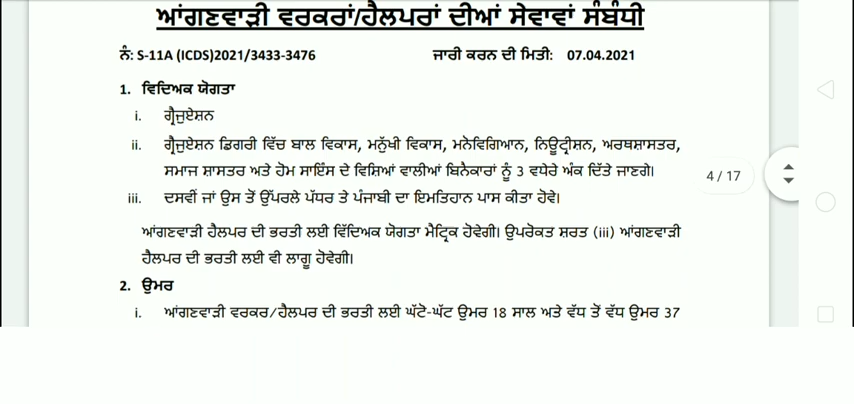 ਆਂਗਣਵਾੜੀ ਵਰਕਰਾਂ/ਹੈਲਪਰਾਂ ਦੀਆਂ ਸੇਵਾਵਾਂ ਸੰਬੰਧੀ
ਨੰ: S-11A (ICDS)2021/3433-3476 ਜਾਰੀ ਕਰਨ ਦੀ ਮਿਤੀ: 07.04.2021
1. ਵਿਦਿਅਕ ਯੋਗਤਾ
i. ਗ੍ਰੈਜੁਏਸ਼ਨ
ii. ਗ੍ਰੈਜੁਏਸ਼ਨ ਡਿਗਰੀ ਵਿੱਚ ਬਾਲ ਵਿਕਾਸ, ਮਨੁੱਖੀ ਵਿਕਾਸ, ਮਨੋਵਿਗਿਆਨ, ਨਿਊਟ੍ਰੀਸ਼ਨ, ਅਰਥਸ਼ਾਸਤਰ,
ਸਮਾਜ ਸ਼ਾਸਤਰ ਅਤੇ ਹੋਮ ਸਾਇੰਸ ਦੇ ਵਿਸ਼ਿਆਂ ਵਾਲੀਆਂ ਬਿਨੈਕਾਰਾਂ ਨੂੰ 3 ਵਧੇਰੇ ਅੰਕ ਦਿੱਤੇ ਜਾਣਗੇ।
4 / 17
iii. ਦਸਵੀਂ ਜਾਂ ਉਸ ਤੋਂ ਉੱਪਰਲੇ ਪੱਧਰ ਤੇ ਪੰਜਾਬੀ ਦਾ ਇਮਤਿਹਾਨ ਪਾਸ ਕੀਤਾ ਹੋਵੇ।
ਆਂਗਣਵਾੜੀ ਹੈਲਪਰ ਦੀ ਭਰਤੀ ਲਈ ਵਿੱਦਿਅਕ ਯੋਗਤਾ ਮੈਟ੍ਰਿਕ ਹੋਵੇਗੀ। ਉਪਰੋਕਤ ਸ਼ਰਤ (iii) ਆਂਗਣਵਾੜੀ
ਹੈਲਪਰ ਦੀ ਭਰਤੀ ਲਈ ਵੀ ਲਾਗੂ ਹੋਵੇਗੀ।
2. ਉਮਰ
i. ਆਂਗਣਵਾੜੀ ਵਰਕਰ/ਹੈਲਪਰ ਦੀ ਭਰਤੀ ਲਈ ਘੱਟੋ-ਘੱਟ ਉਮਰ 18 ਸਾਲ ਅਤੇ ਵੱਧ ਤੋਂ ਵੱਧ ਉਮਰ 37